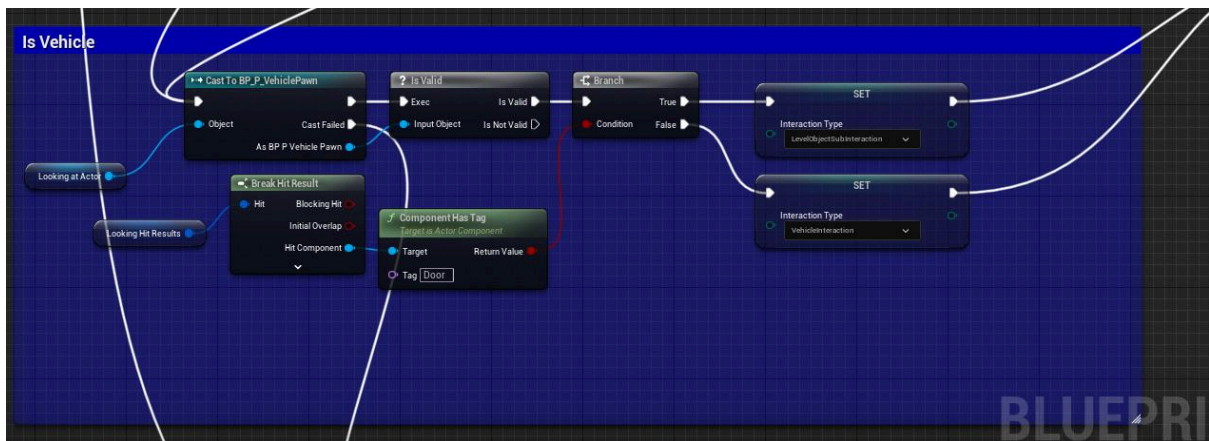 Is Vehicle
Cast To BP_P_VehiclePawn
Object
Cast Failed
As BP P Vehicle Pawn
? Is Valid
Exec
Is Valid
Input Object
Is Not Valid
Branch
True
Condition
False
SET
Interaction Type
LevelObjectSubInteraction
SET
Interaction Type
VehicleInteraction
Looking at Actor
Looking Hit Results
Break Hit Result
Hit
Blocking Hit
Initial Overlap
Hit Component
f Component Has Tag
Target is Actor Component
Target
Return Value
Tag Door
BLUEPRI